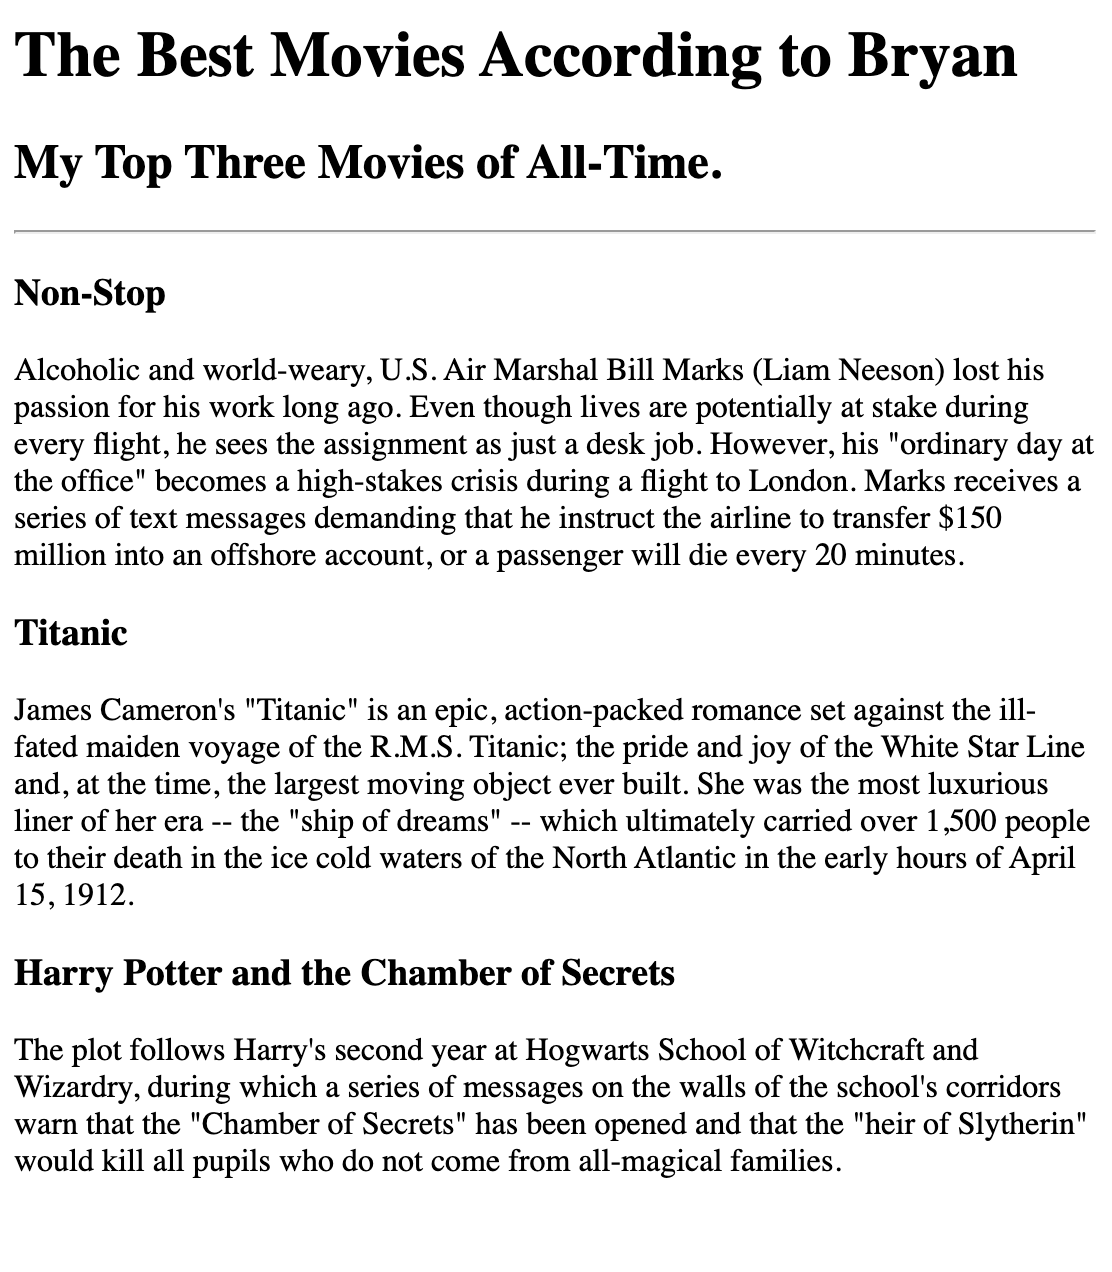 The Best Movies According to Bryan
My Top Three Movies of All-Time.
Non-Stop
Alcoholic and world-weary, U.S. Air Marshal Bill Marks (Liam Neeson) lost his
passion for his work long ago. Even though lives are potentially at stake during
every flight, he sees the assignment as just a desk job. However, his "ordinary day at
the office" becomes a high-stakes crisis during a flight to London. Marks receives a
series of text messages demanding that he instruct the airline to transfer $150
million into an offshore account, or a passenger will die every 20 minutes.
Titanic
James Cameron's "Titanic" is an epic, action-packed romance set against the ill-
fated maiden voyage of the R.M.S. Titanic; the pride and joy of the White Star Line
and, at the time, the largest moving object ever built. She was the most luxurious
liner of her era -- the "ship of dreams" -- which ultimately carried over 1,500 people
to their death in the ice cold waters of the North Atlantic in the early hours of April
15, 1912.
Harry Potter and the Chamber of Secrets
The plot follows Harry's second year at Hogwarts School of Witchcraft and
Wizardry, during which a series of messages on the walls of the school's corridors
warn that the "Chamber of Secrets" has been opened and that the "heir of Slytherin"
would kill all pupils who do not come from all-magical families.